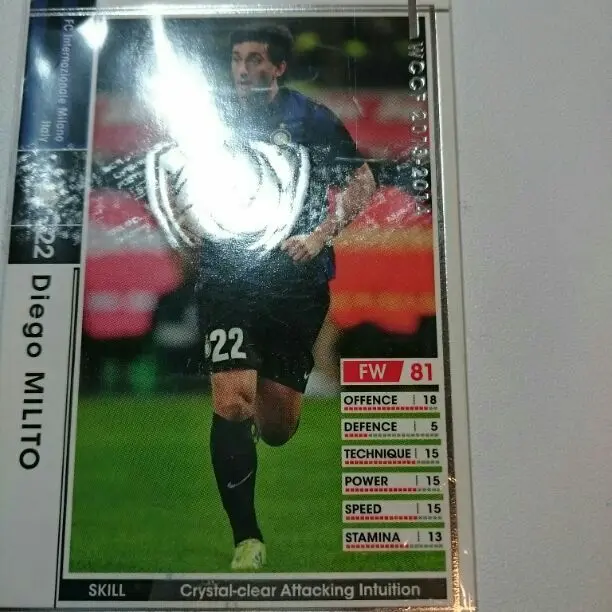 FC Internazionale Milano
Italy
22
Diego MILITO
WCCF 2013-2014
22
FW 81
OFFENCE 18
DEFENCE 5
TECHNIQUE 15
POWER 15
SPEED 15
STAMINA 13
SKILL Crystal-clear Attacking Intuition